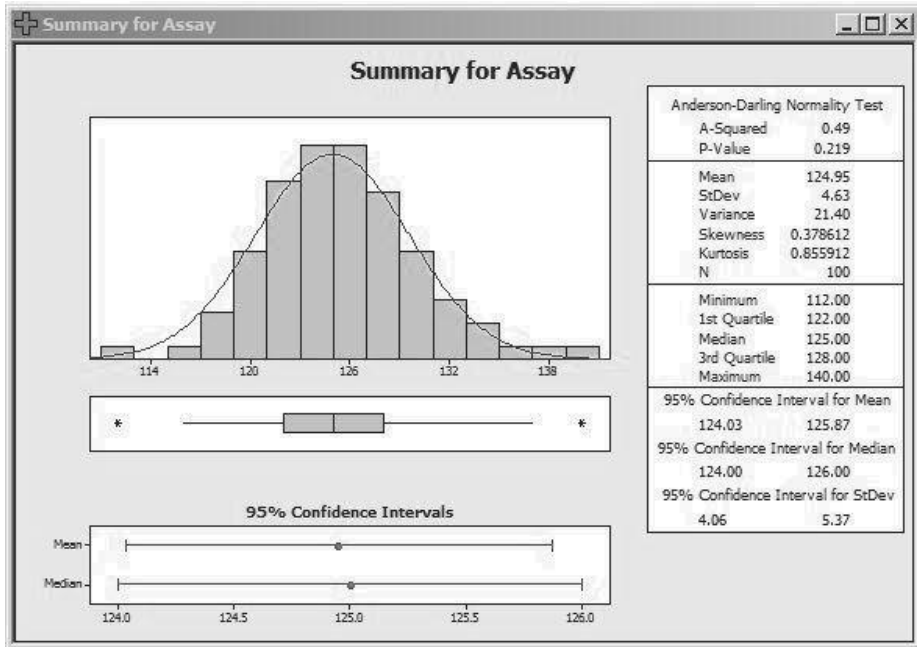 Summary for Assay
Summary for Assay
114 120 126 132 138
95% Confidence Intervals
Mean
Median
124.0 124.5 125.0 125.5 126.0
Anderson-Darling Normality Test
A-Squared 0.49
P-Value 0.219
Mean 124.95
StDev 4.63
Variance 21.40
Skewness 0.378612
Kurtosis 0.855912
N 100
Minimum 112.00
1st Quartile 122.00
Median 125.00
3rd Quartile 128.00
Maximum 140.00
95% Confidence Interval for Mean
124.03 125.87
95% Confidence Interval for Median
124.00 126.00
95% Confidence Interval for StDev
4.06 5.37